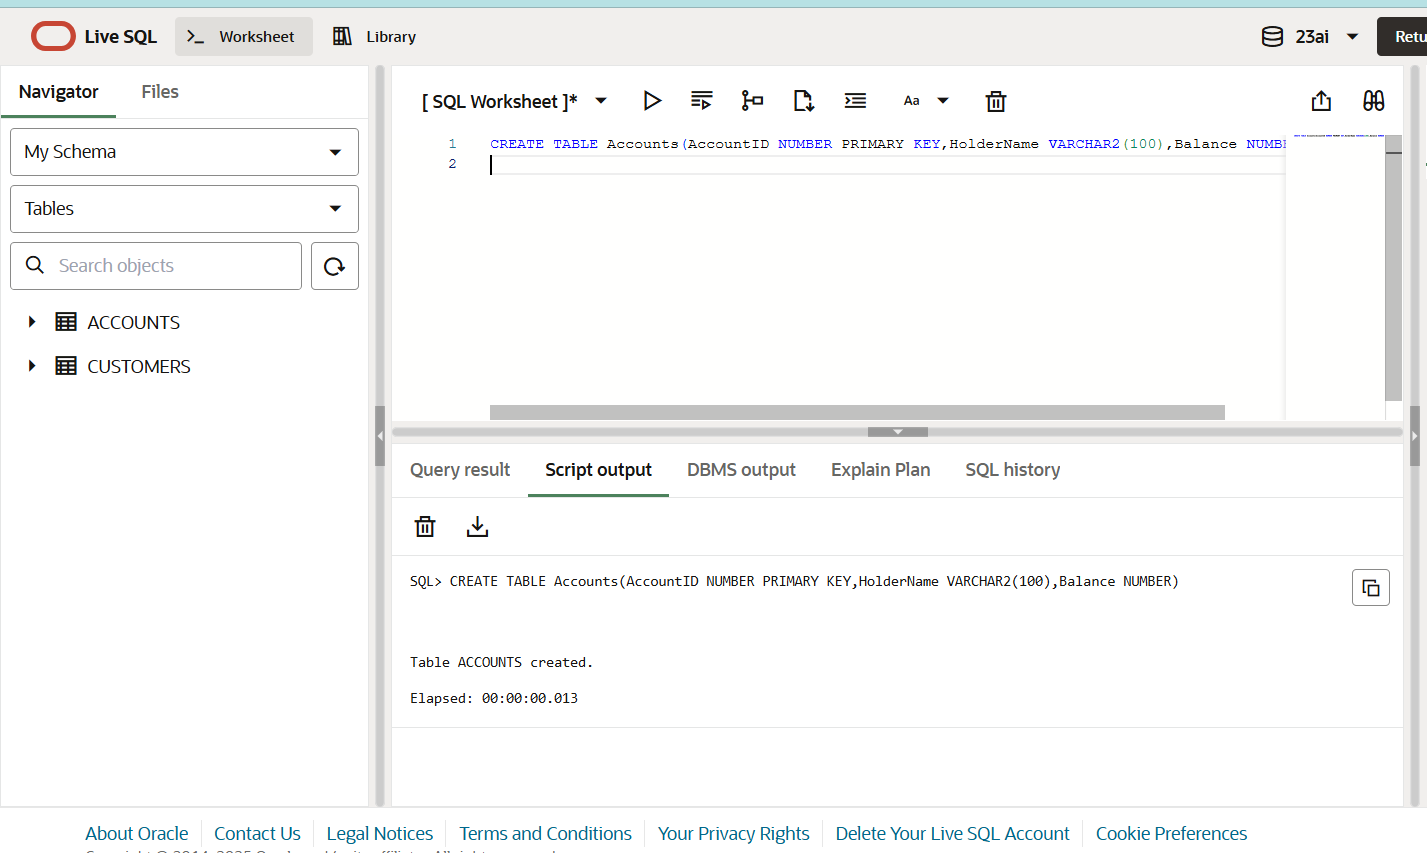 Live SQL
Worksheet
Library
23ai
Retu
Navigator
Files
My Schema
Tables
Search objects
ACCOUNTS
CUSTOMERS
[ SQL Worksheet ]*
Aa
1 CREATE TABLE Accounts(AccountID NUMBER PRIMARY KEY,HolderName VARCHAR2(100),Balance NUMBE
2
Query result
Script output
DBMS output
Explain Plan
SQL history
SQL> CREATE TABLE Accounts(AccountID NUMBER PRIMARY KEY,HolderName VARCHAR2(100),Balance NUMBER)
Table ACCOUNTS created.
Elapsed: 00:00:00.013
About Oracle
Contact Us
Legal Notices
Terms and Conditions
Your Privacy Rights
Delete Your Live SQL Account
Cookie Preferences